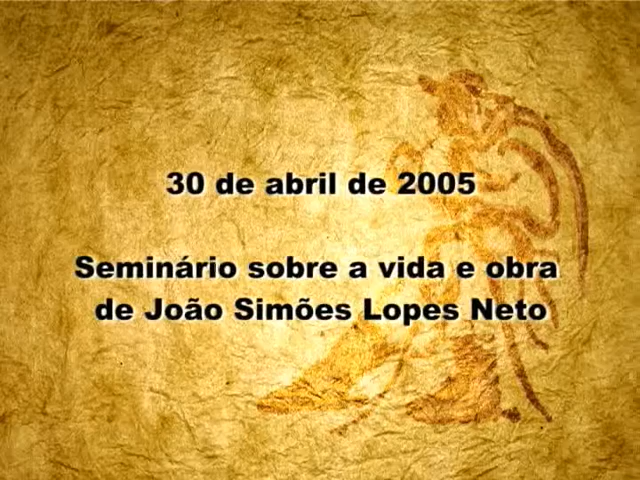 30 de abril de 2005
Seminário sobre a vida e obra
de João Simões Lopes Neto